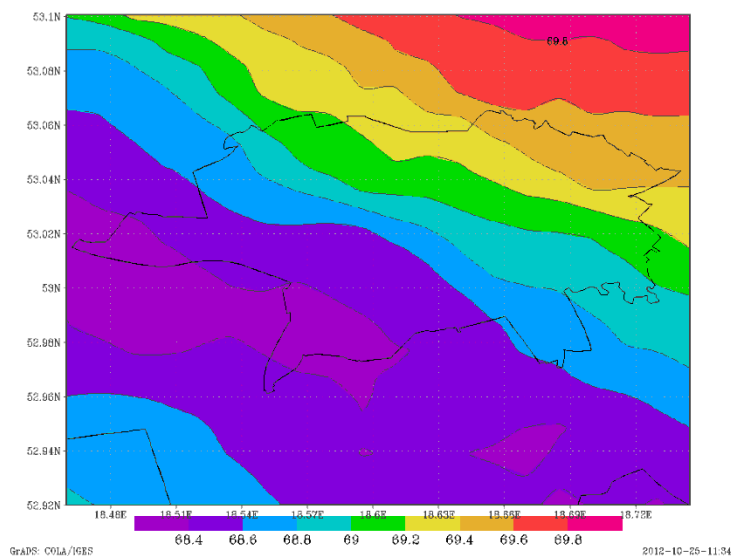 53.1N
69.8
53.08N
53.06N
53.04N
53.02N
53N
52.98N
52.96N
52.94N
52.92N
18.48E 18.51E 18.54E 18.57E 18.6E 18.63E 18.66E 18.69E 18.72E
68.4 68.6 68.8 69 69.2 69.4 69.6 69.8
GrADS: COLA/IGES
2012-10-25-11:34